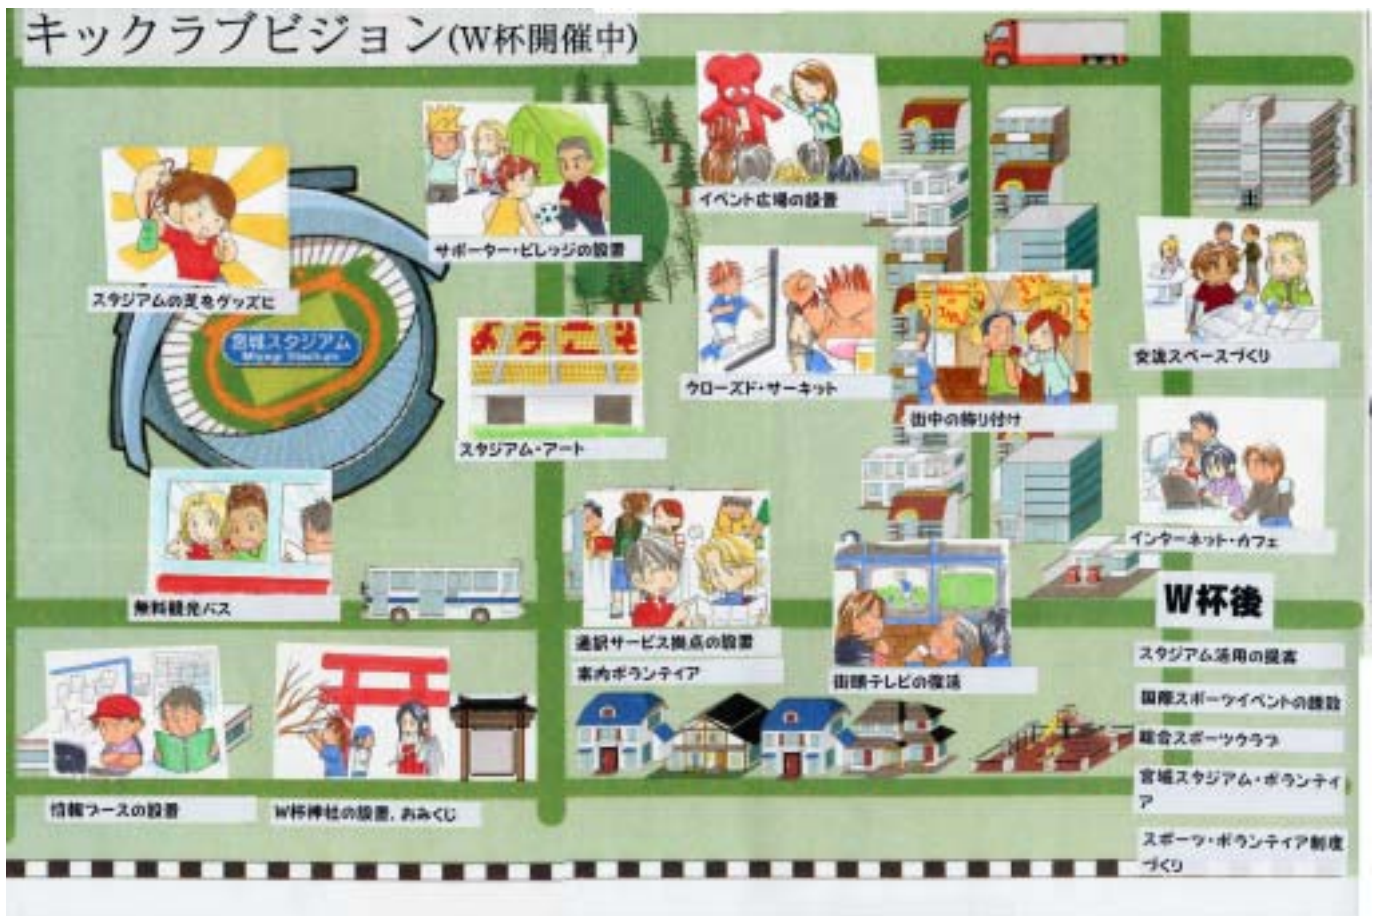 キックラブビジョン(W杯開催中)
イベント広場の設置
サポーター・ビレッジの設置
スタジアムの芝をグッズに
宮城スタジアム
Miyagi Stadium
ようこそ
スタジアム・アート
クローズド・サーキット
街中の飾り付け
交流スペースづくり
インターネット・カフェ
無料観光バス
通訳サービス拠点の設置
案内ボランティア
街頭テレビの復活
情報ブースの設置
W杯神社の設置, おみくじ
W杯後
スタジアム活用の提案
国際スポーツイベントの誘致
総合スポーツクラブ
宮城スタジアム・ボランティ
ア
スポーツ・ボランティア制度
づくり